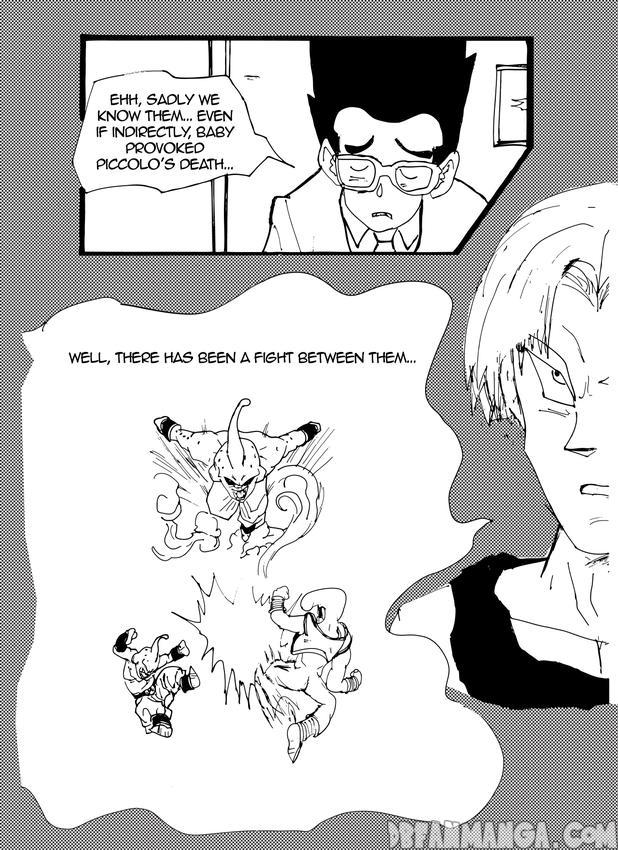 EHH, SADLY WE
KNOW THEM... EVEN
IF INDIRECTLY, BABY
PROVOKED
PICCOLO'S DEATH...
WELL, THERE HAS BEEN A FIGHT BETWEEN THEM...
DBFANMANGA.COM